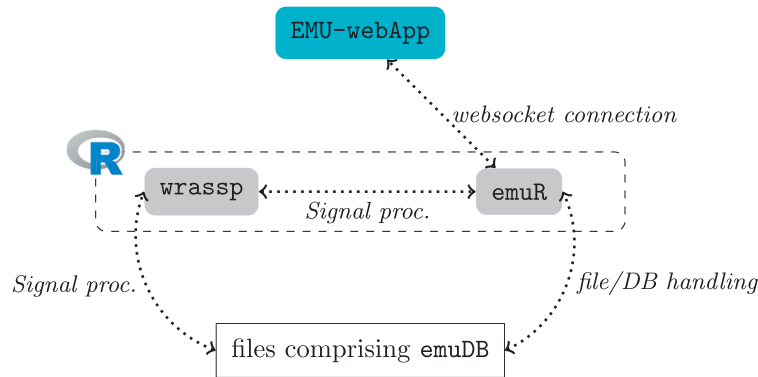 EMU-webApp
websocket connection
R
wrassp
emuR
Signal proc.
Signal proc.
file/DB handling
files comprising emuDB